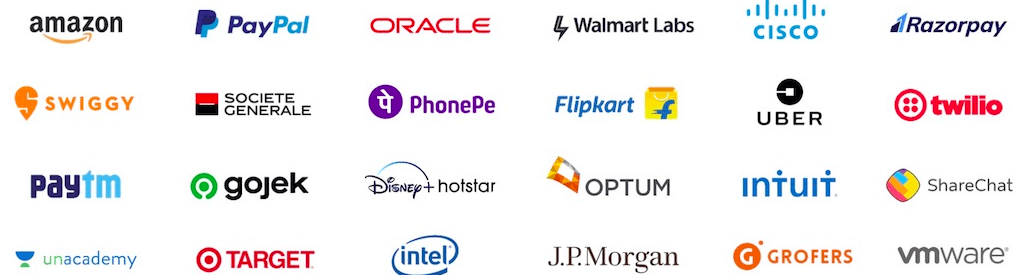 amazon
PayPal
ORACLE
Walmart Labs
CISCO
Razorpay
SWIGGY
SOCIETE
GENERALE
पे PhonePe
Flipkart
UBER
twilio
paytm
gojek
Disney+ hotstar
OPTUM
intuit
ShareChat
unacademy
TARGET
intel
J.P.Morgan
G GROFERS
vmware®